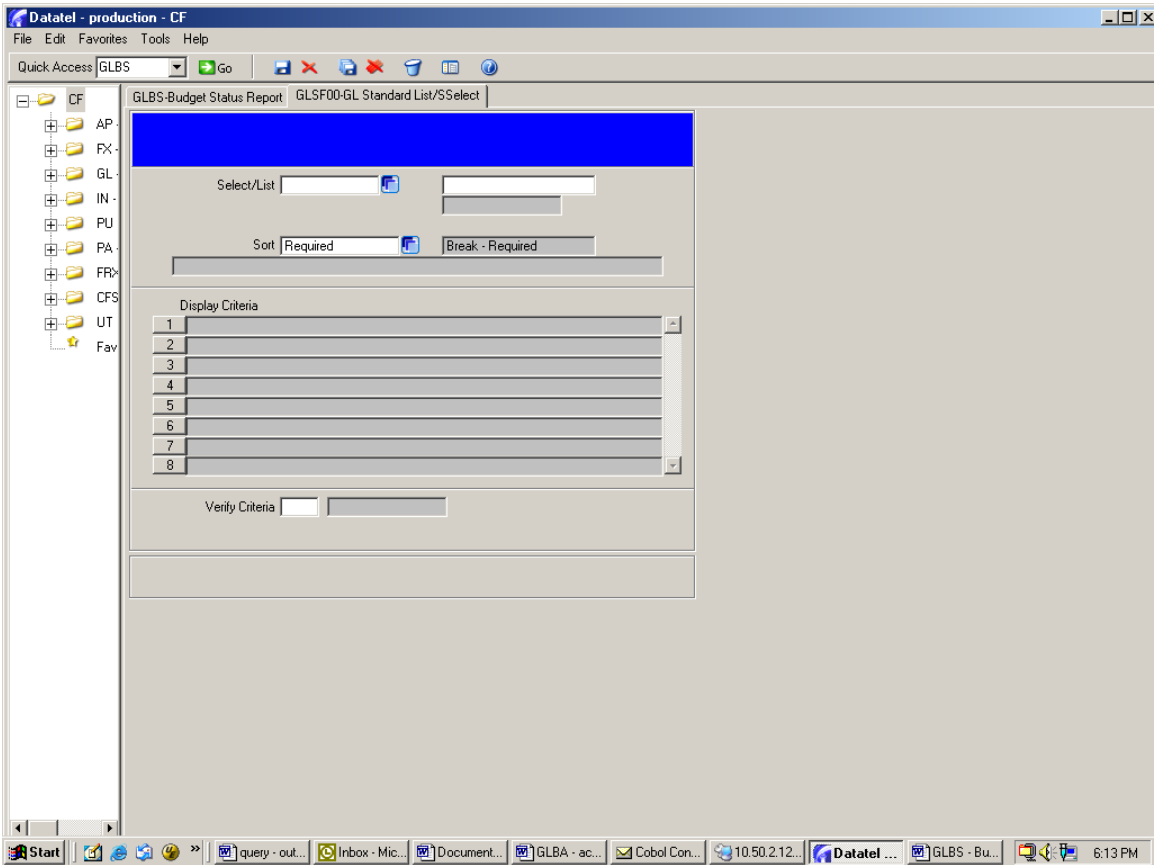 Datatel - production - CF
File Edit Favorites Tools Help
Quick Access GLBS Go
CF
AP -
FX -
GL -
IN -
PU
PA -
FRX
CFS
UT
Fav
GLBS-Budget Status Report GLSF00-GL Standard List/SSelect
Select/List
Sort Required Break - Required
Display Criteria
1
2
3
4
5
6
7
8
Verify Criteria
Start » query - out... Inbox - Mic... Document... GLBA - ac... Cobol Con... 10.50.2.12... Datatel ... GLBS - Bu... 6:13 PM